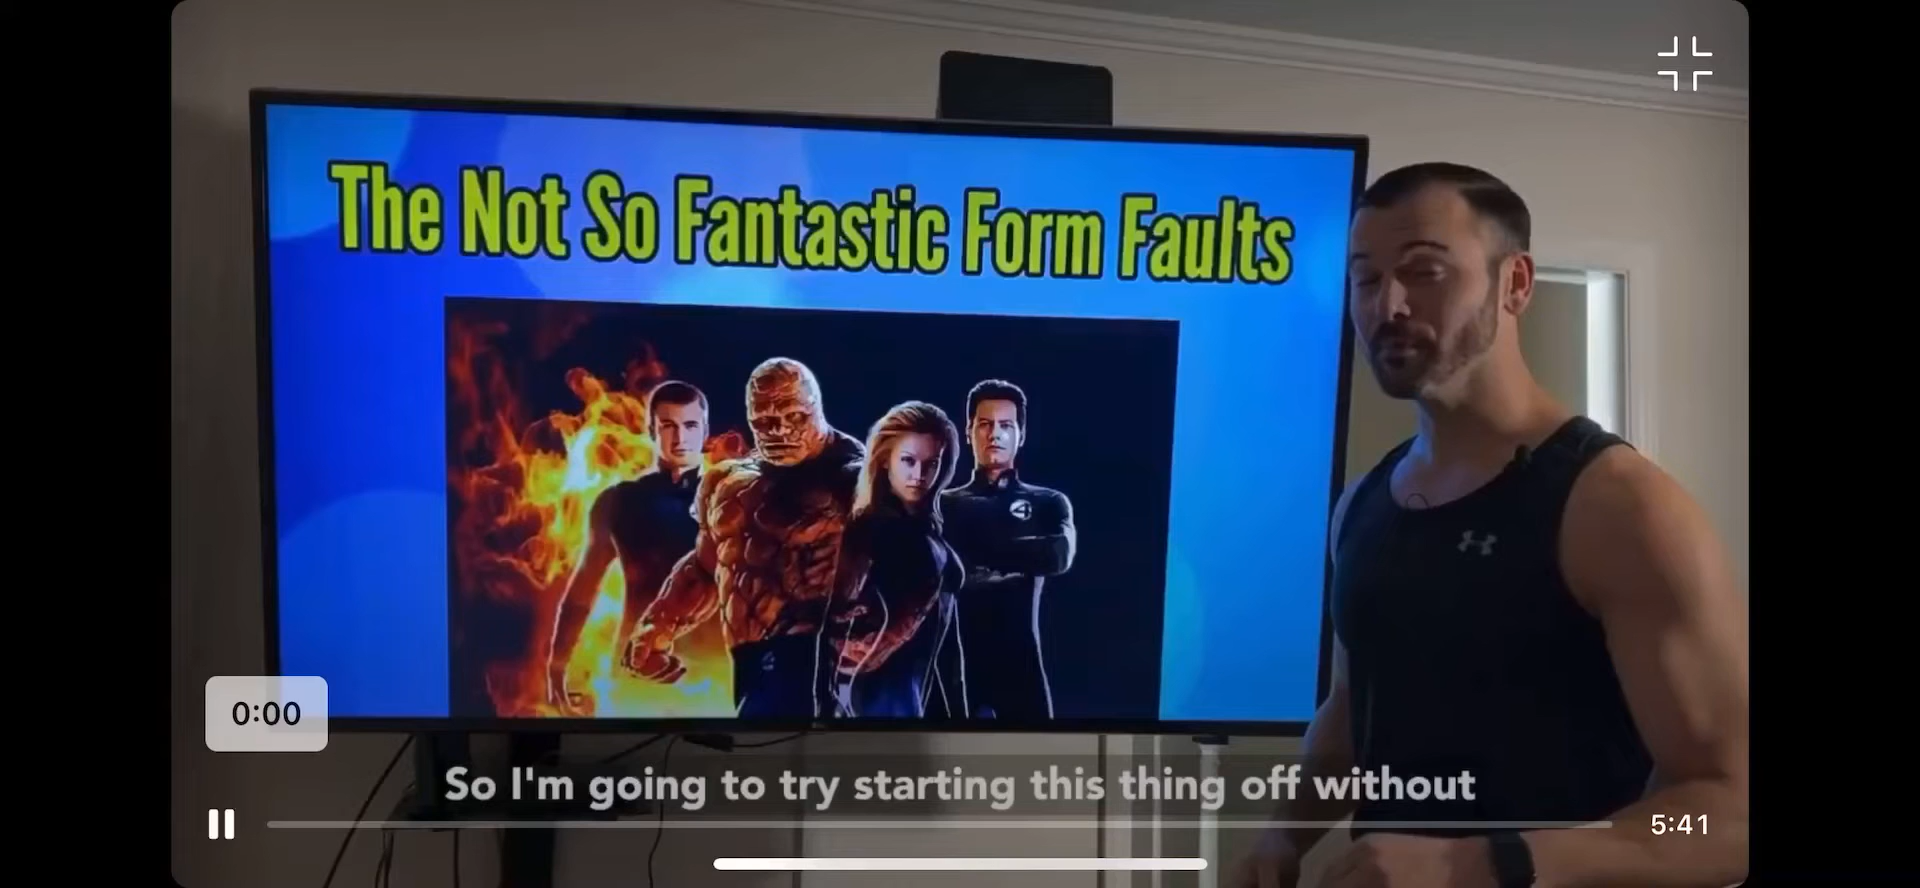 The Not So Fantastic Form Faults
4
0:00
So I'm going to try starting this thing off without
5:41